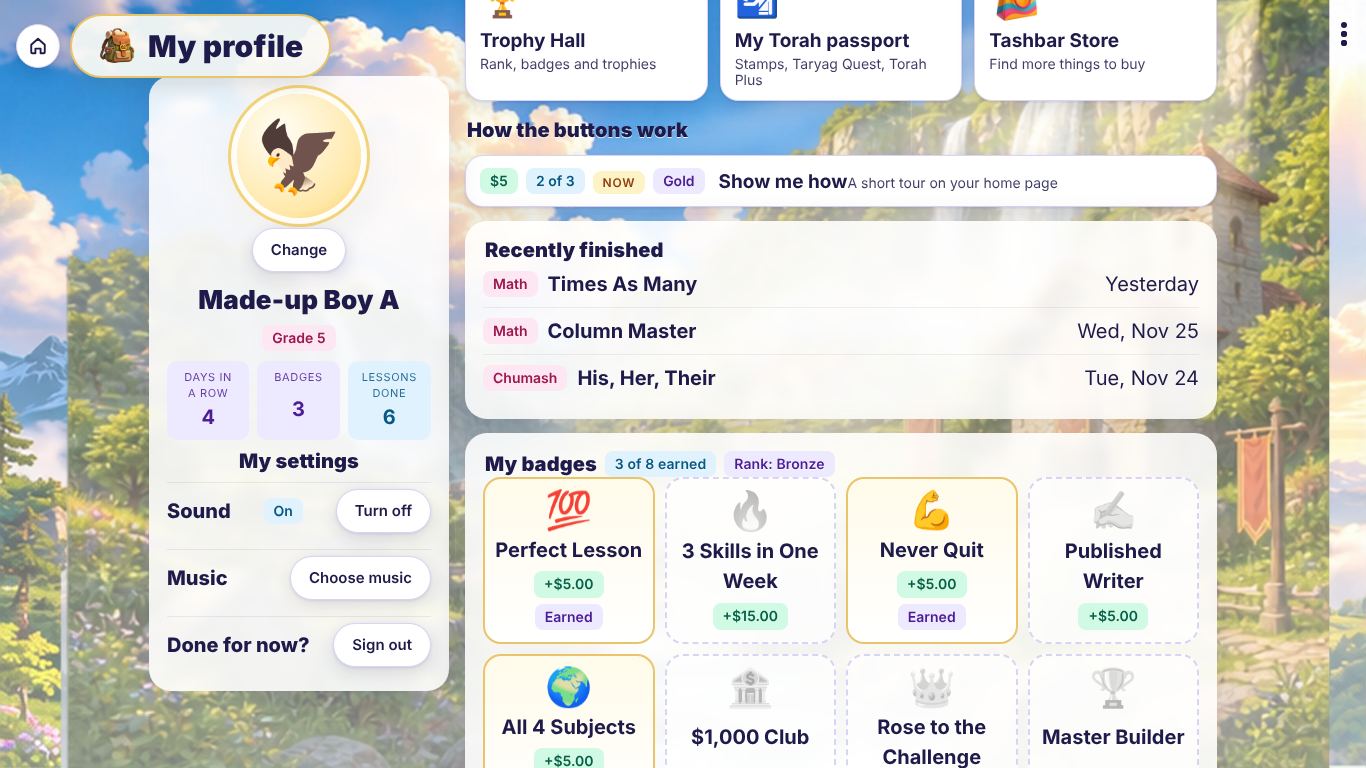 My profile
Change
Made-up Boy A
Grade 5
DAYS IN
A ROW
4
BADGES
3
LESSONS
DONE
6
My settings
Sound On Turn off
Music Choose music
Done for now? Sign out
Trophy Hall
Rank, badges and trophies
My Torah passport
Stamps, Taryag Quest, Torah
Plus
Tashbar Store
Find more things to buy
How the buttons work
$5 2 of 3 NOW Gold Show me howA short tour on your home page
Recently finished
Math Times As Many Yesterday
Math Column Master Wed, Nov 25
Chumash His, Her, Their Tue, Nov 24
My badges 3 of 8 earned Rank: Bronze
100
Perfect Lesson
+$5.00
Earned
3 Skills in One
Week
+$15.00
Never Quit
+$5.00
Earned
Published
Writer
+$5.00
All 4 Subjects
+$5.00
$1,000 Club
Rose to the
Challenge
Master Builder